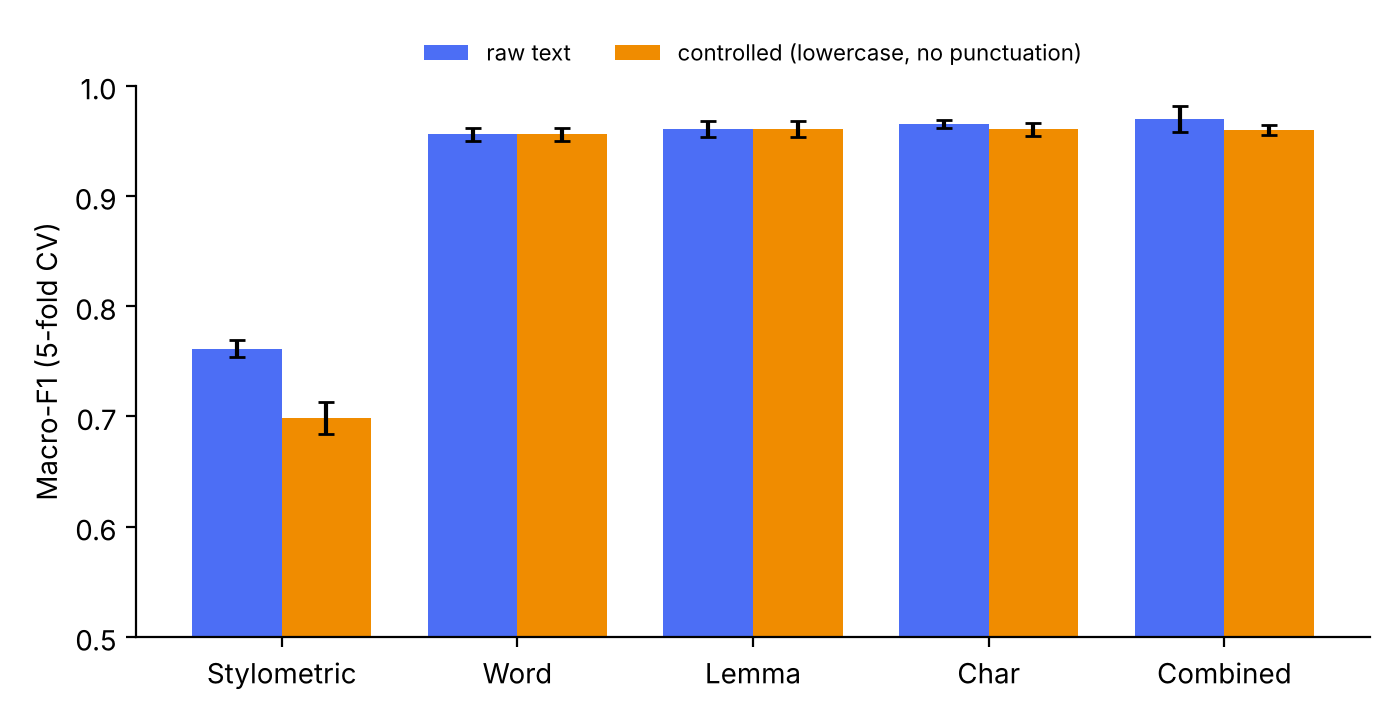 raw text controlled (lowercase, no punctuation)
Macro-F1 (5-fold CV)
1.0
0.9
0.8
0.7
0.6
0.5
Stylometric Word Lemma Char Combined